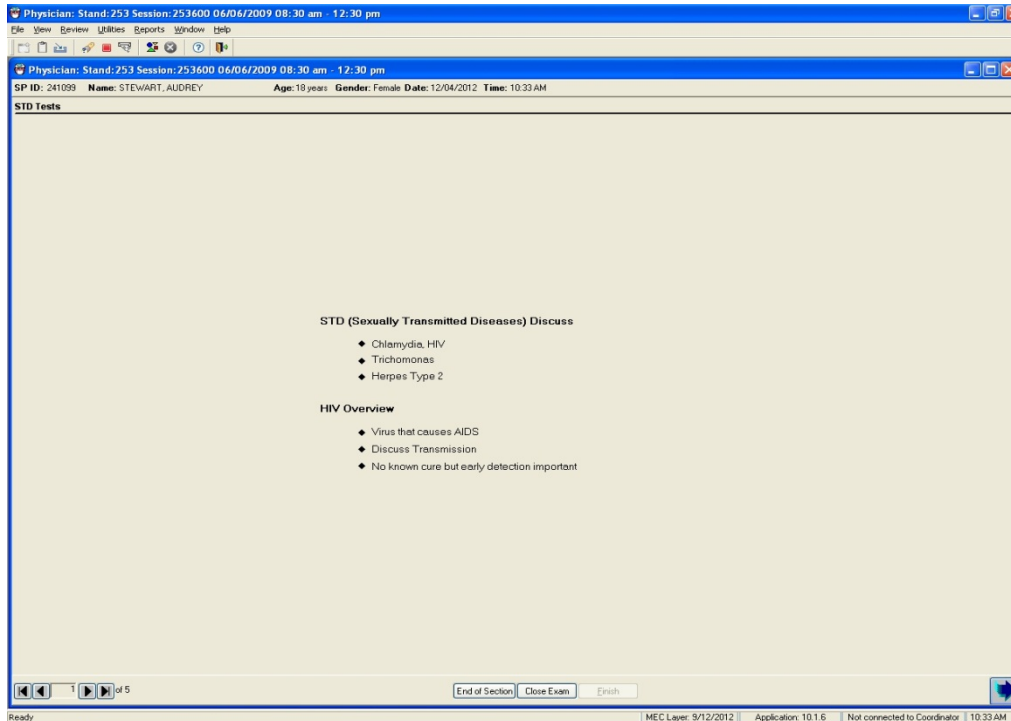 Physician: Stand:253 Session:253600 06/06/2009 08:30 am - 12:30 pm
File View Review Utilities Reports Window Help
Physician: Stand:253 Session:253600 06/06/2009 08:30 am - 12:30 pm
SP ID: 241099 Name: STEWART, AUDREY Age: 18 years Gender: Female Date: 12/04/2012 Time: 10:33 AM
STD Tests
STD (Sexually Transmitted Diseases) Discuss
◆ Chlamydia, HIV
◆ Trichomonas
◆ Herpes Type 2
HIV Overview
◆ Virus that causes AIDS
◆ Discuss Transmission
◆ No known cure but early detection important
1 of 5 End of Section Close Exam Finish
Ready MEC Layer: 9/12/2012 Application: 10.1.6 Not connected to Coordinator 10:33 AM